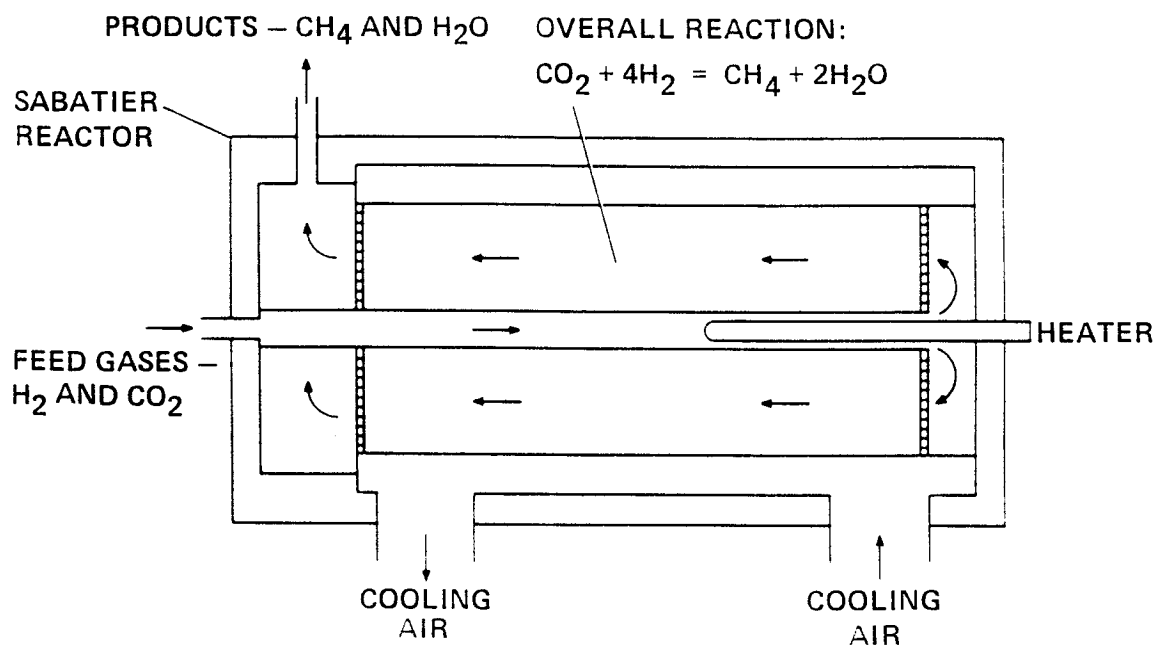 PRODUCTS – CH4 AND H2O
OVERALL REACTION:
CO2 + 4H2 = CH4 + 2H2O
SABATIER
REACTOR
HEATER
FEED GASES –
H2 AND CO2
COOLING
AIR
COOLING
AIR